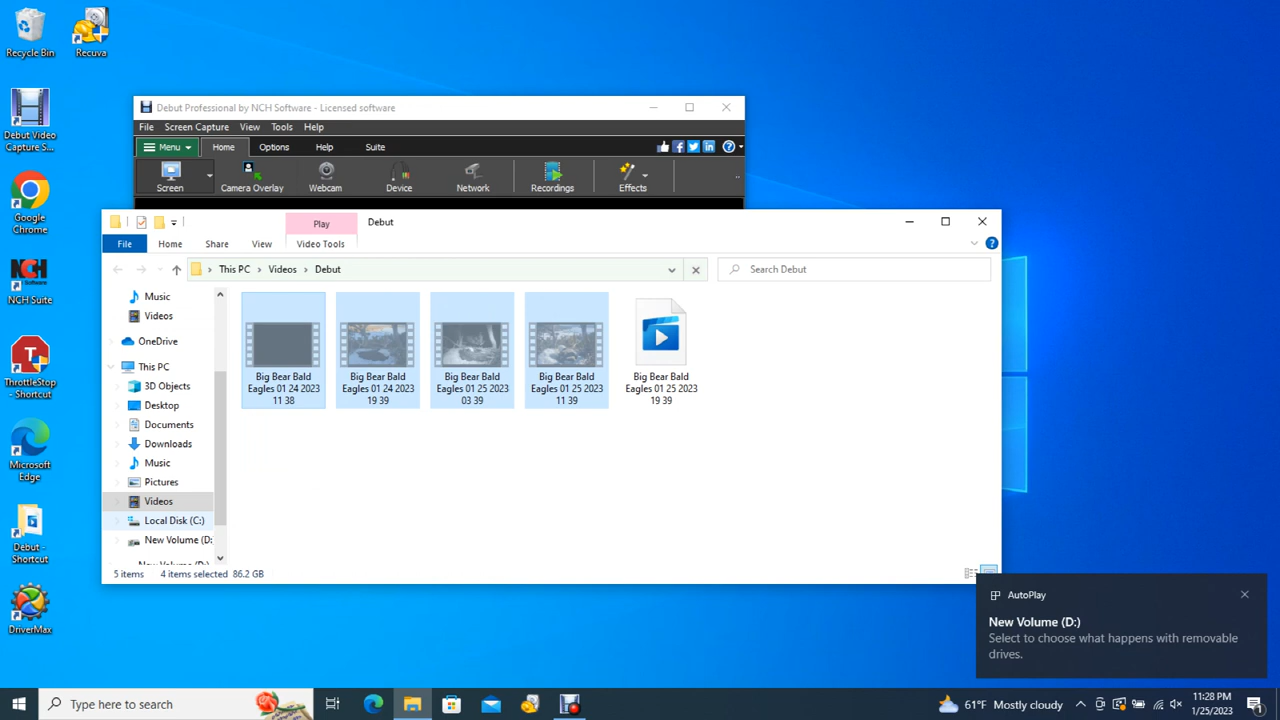 Recycle Bin
Recuva
Debut Video
Capture S...
Google
Chrome
NCH
Software
NCH Suite
ThrottleStop
- Shortcut
Microsoft
Edge
Debut -
Shortcut
DriverMax
Debut Professional by NCH Software - Licensed software
File Screen Capture View Tools Help
Menu Home Options Help Suite
Screen Camera Overlay Webcam Device Network Recordings Effects
Play Debut
File Home Share View Video Tools
This PC > Videos > Debut
Search Debut
Music
Videos
OneDrive
This PC
3D Objects
Desktop
Documents
Downloads
Music
Pictures
Videos
Local Disk (C:)
New Volume (D:
New Volume (D:)
Big Bear Bald
Eagles 01 24 2023
11 38
Big Bear Bald
Eagles 01 24 2023
19 39
Big Bear Bald
Eagles 01 25 2023
03 39
Big Bear Bald
Eagles 01 25 2023
11 39
Big Bear Bald
Eagles 01 25 2023
19 39
5 items 4 items selected 86.2 GB
AutoPlay
New Volume (D:)
Select to choose what happens with removable
drives.
Type here to search
61°F Mostly cloudy
11:28 PM
1/25/2023
1